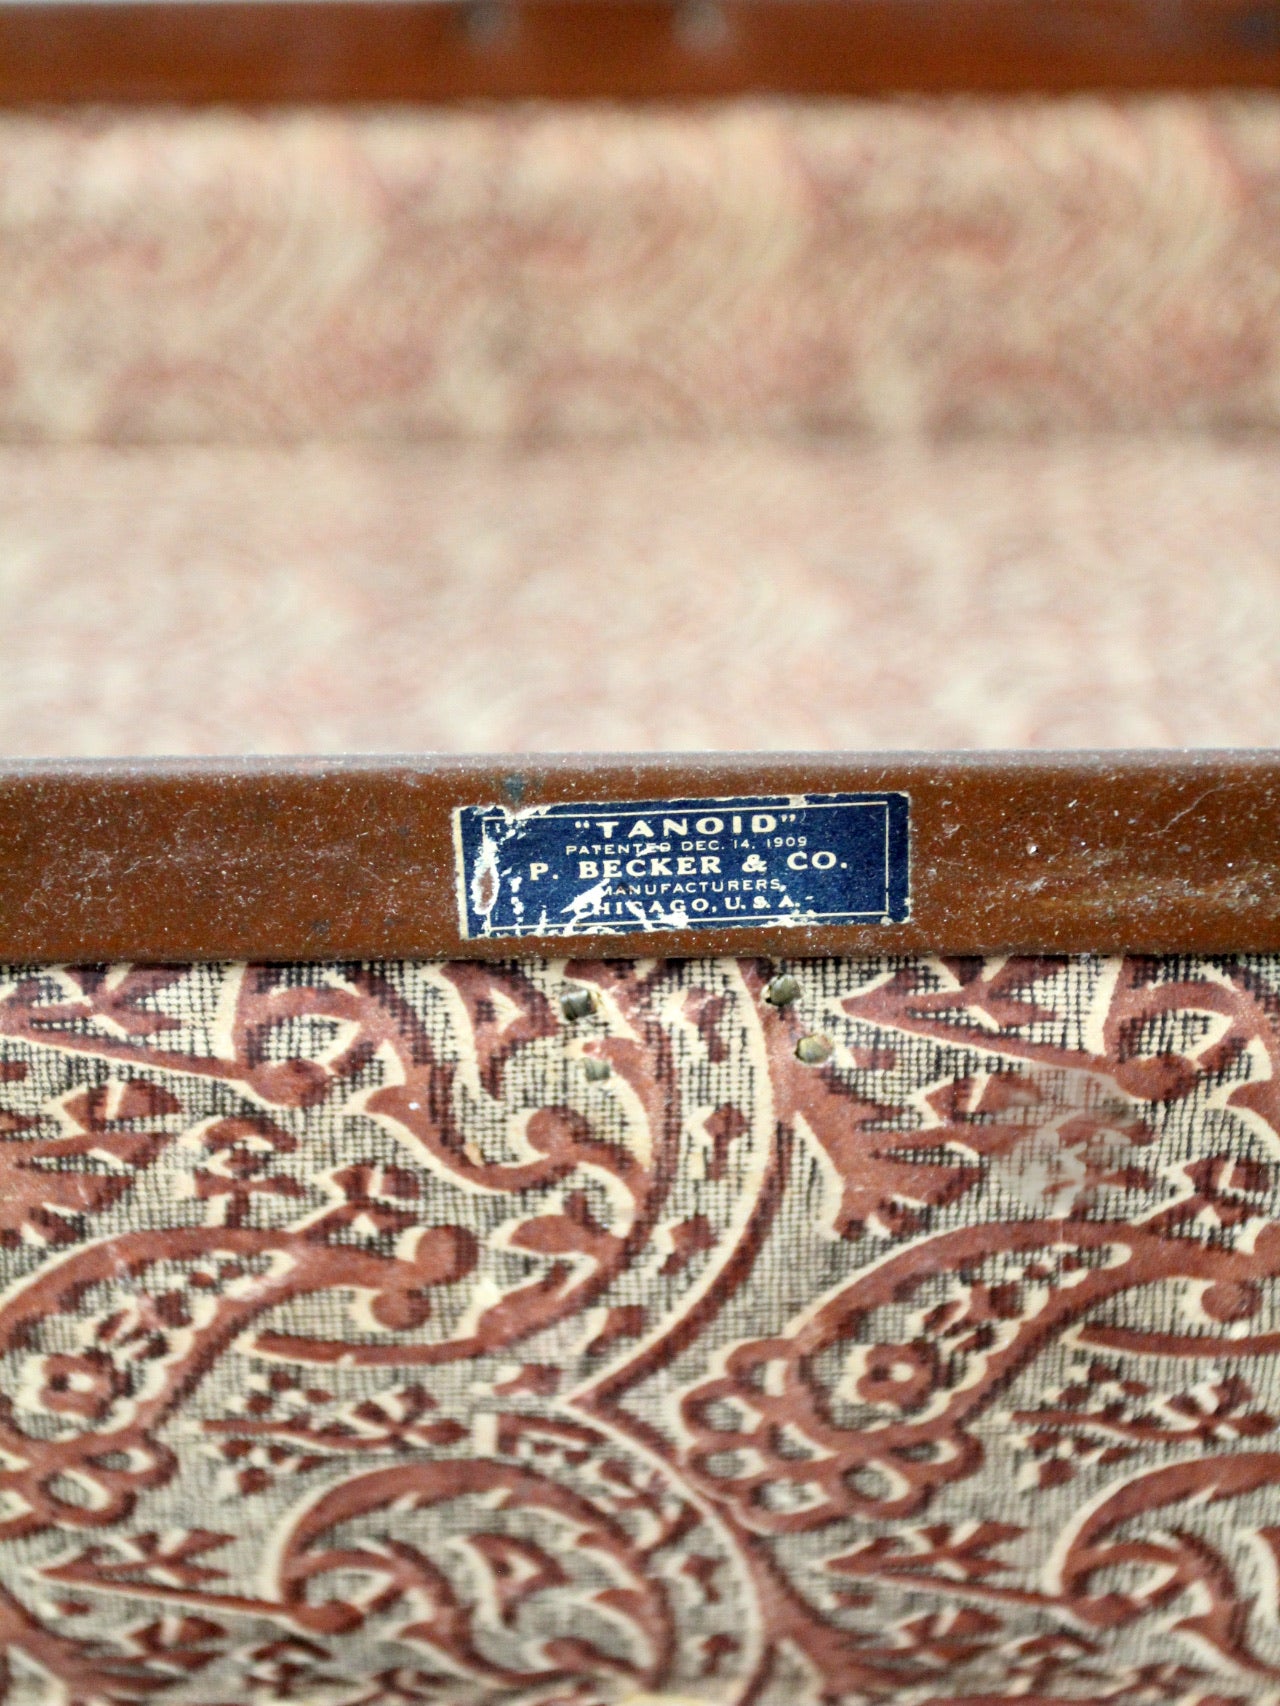 "TANOID"
PATENTED DEC. 14, 1909
P. BECKER & CO.
MANUFACTURERS,
CHICAGO, U.S.A.